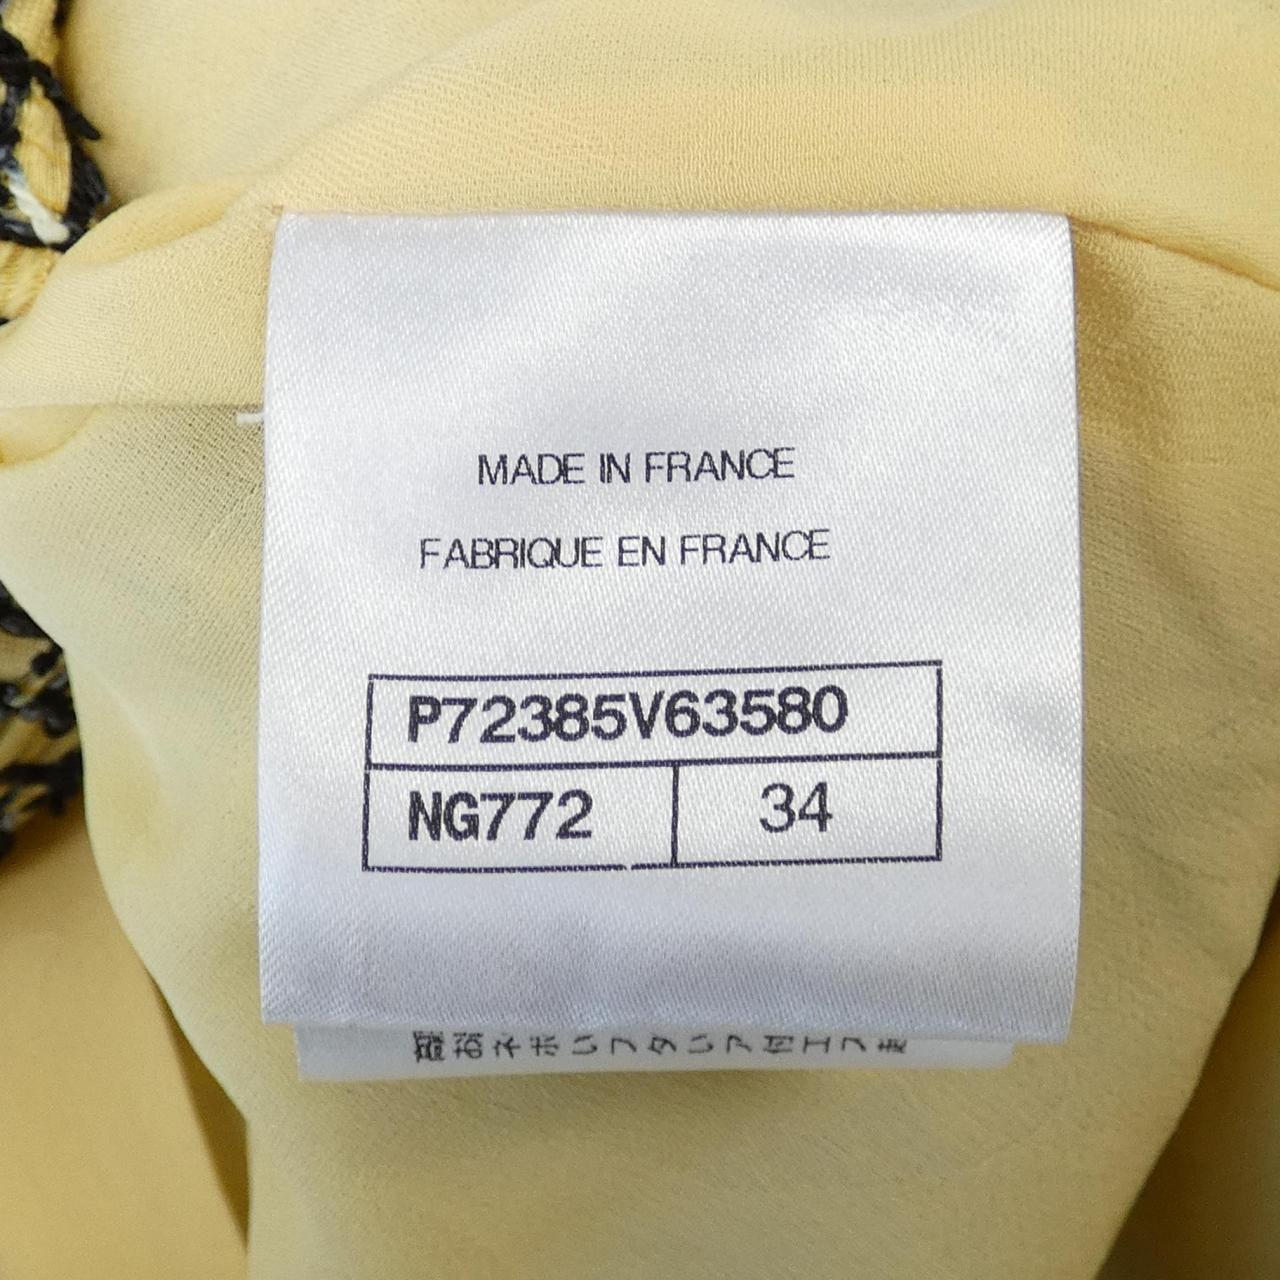 MADE IN FRANCE
FABRIQUE EN FRANCE
P72385V63580
NG772 34